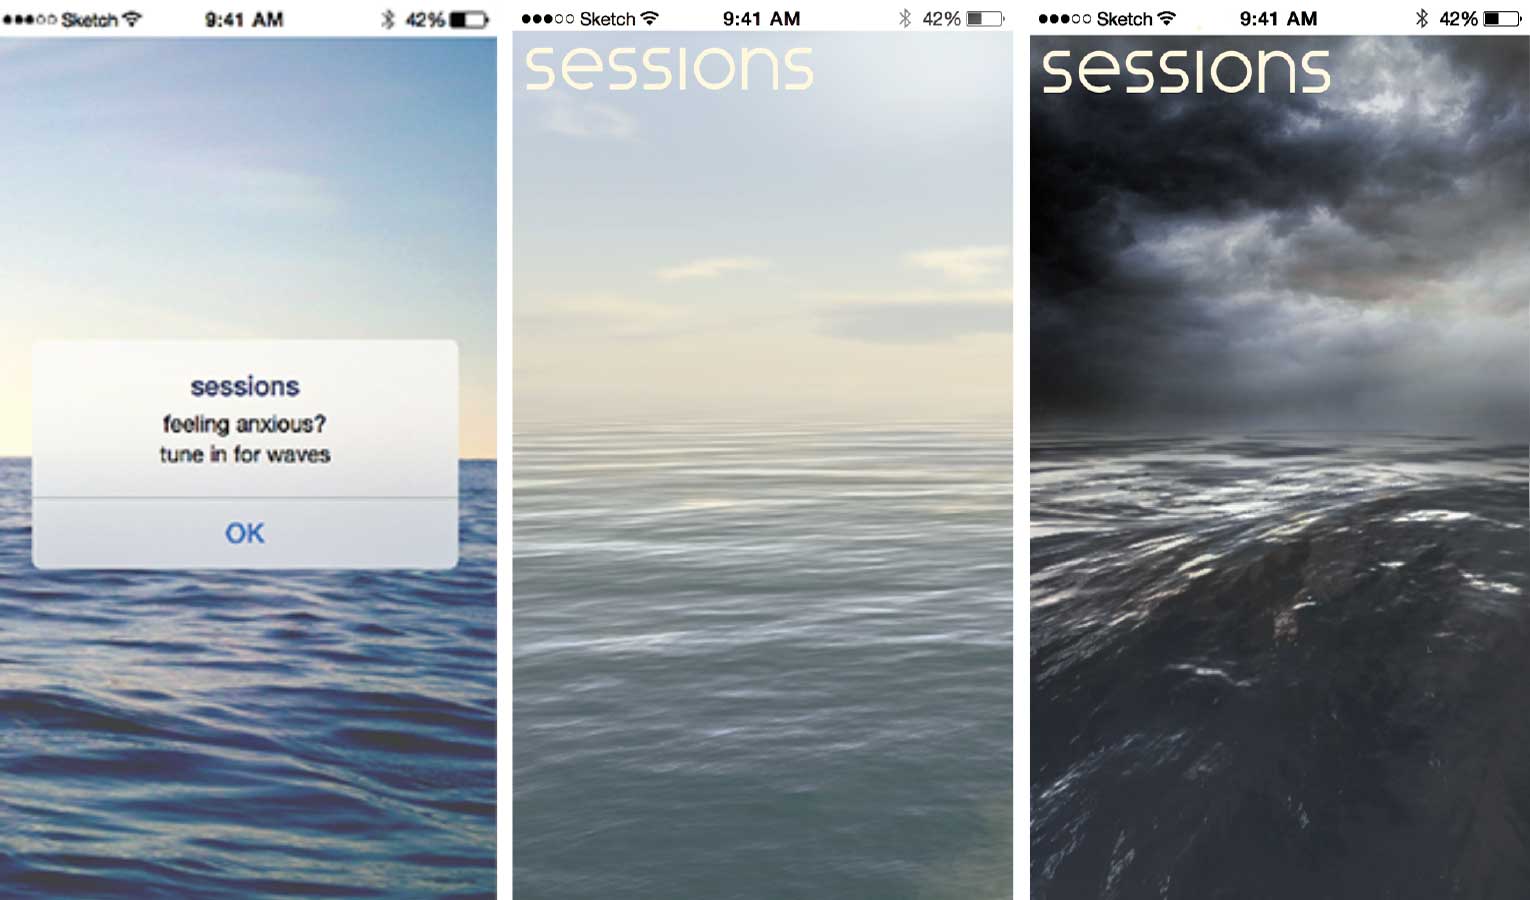 Sketch 9:41 AM 42%
sessions
feeling anxious?
tune in for waves
OK
Sketch 9:41 AM 42%
sessions
Sketch 9:41 AM 42%
sessions